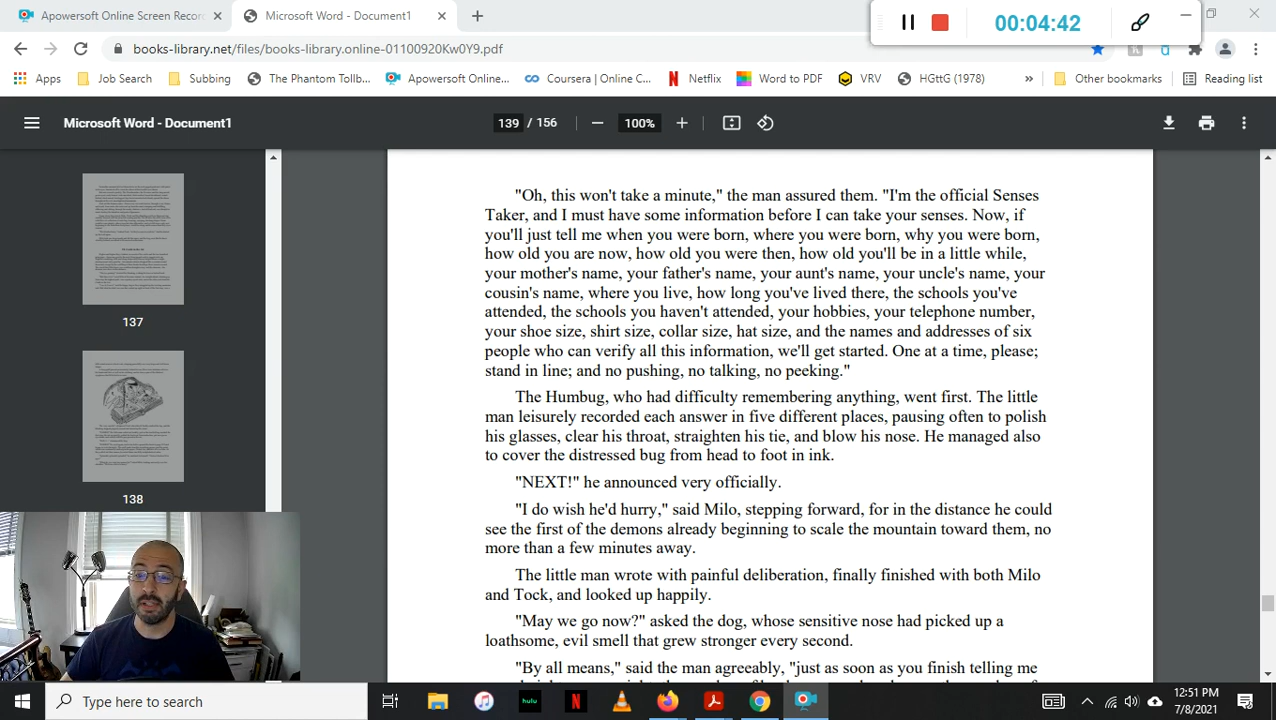 Apowersoft Online Screen Recor
Microsoft Word - Document1
00:04:42
books-library.net/files/books-library.online-01100920Kw0Y9.pdf
Apps
Job Search
Subbing
The Phantom Tollb...
Apowersoft Online...
Coursera | Online C...
Netflix
Word to PDF
VRV
HGttG (1978)
»
Other bookmarks
Reading list
Microsoft Word - Document1
139 / 156
100%
137
138
"Oh, this won't take a minute," the man assured them. "I'm the official Senses
Taker, and I must have some information before I can take your senses. Now, if
you'll just tell me when you were born, where you were born, why you were born,
how old you are now, how old you were then, how old you'll be in a little while,
your mother's name, your father's name, your aunt's name, your uncle's name, your
cousin's name, where you live, how long you've lived there, the schools you've
attended, the schools you haven't attended, your hobbies, your telephone number,
your shoe size, shirt size, collar size, hat size, and the names and addresses of six
people who can verify all this information, we'll get started. One at a time, please;
stand in line; and no pushing, no talking, no peeking."
The Humbug, who had difficulty remembering anything, went first. The little
man leisurely recorded each answer in five different places, pausing often to polish
his glasses, clear his throat, straighten his tie, and blow his nose. He managed also
to cover the distressed bug from head to foot in ink.
"NEXT!" he announced very officially.
"I do wish he'd hurry," said Milo, stepping forward, for in the distance he could
see the first of the demons already beginning to scale the mountain toward them, no
more than a few minutes away.
The little man wrote with painful deliberation, finally finished with both Milo
and Tock, and looked up happily.
"May we go now?" asked the dog, whose sensitive nose had picked up a
loathsome, evil smell that grew stronger every second.
"By all means," said the man agreeably, "just as soon as you finish telling me
Type here to search
hulu
12:51 PM
7/8/2021